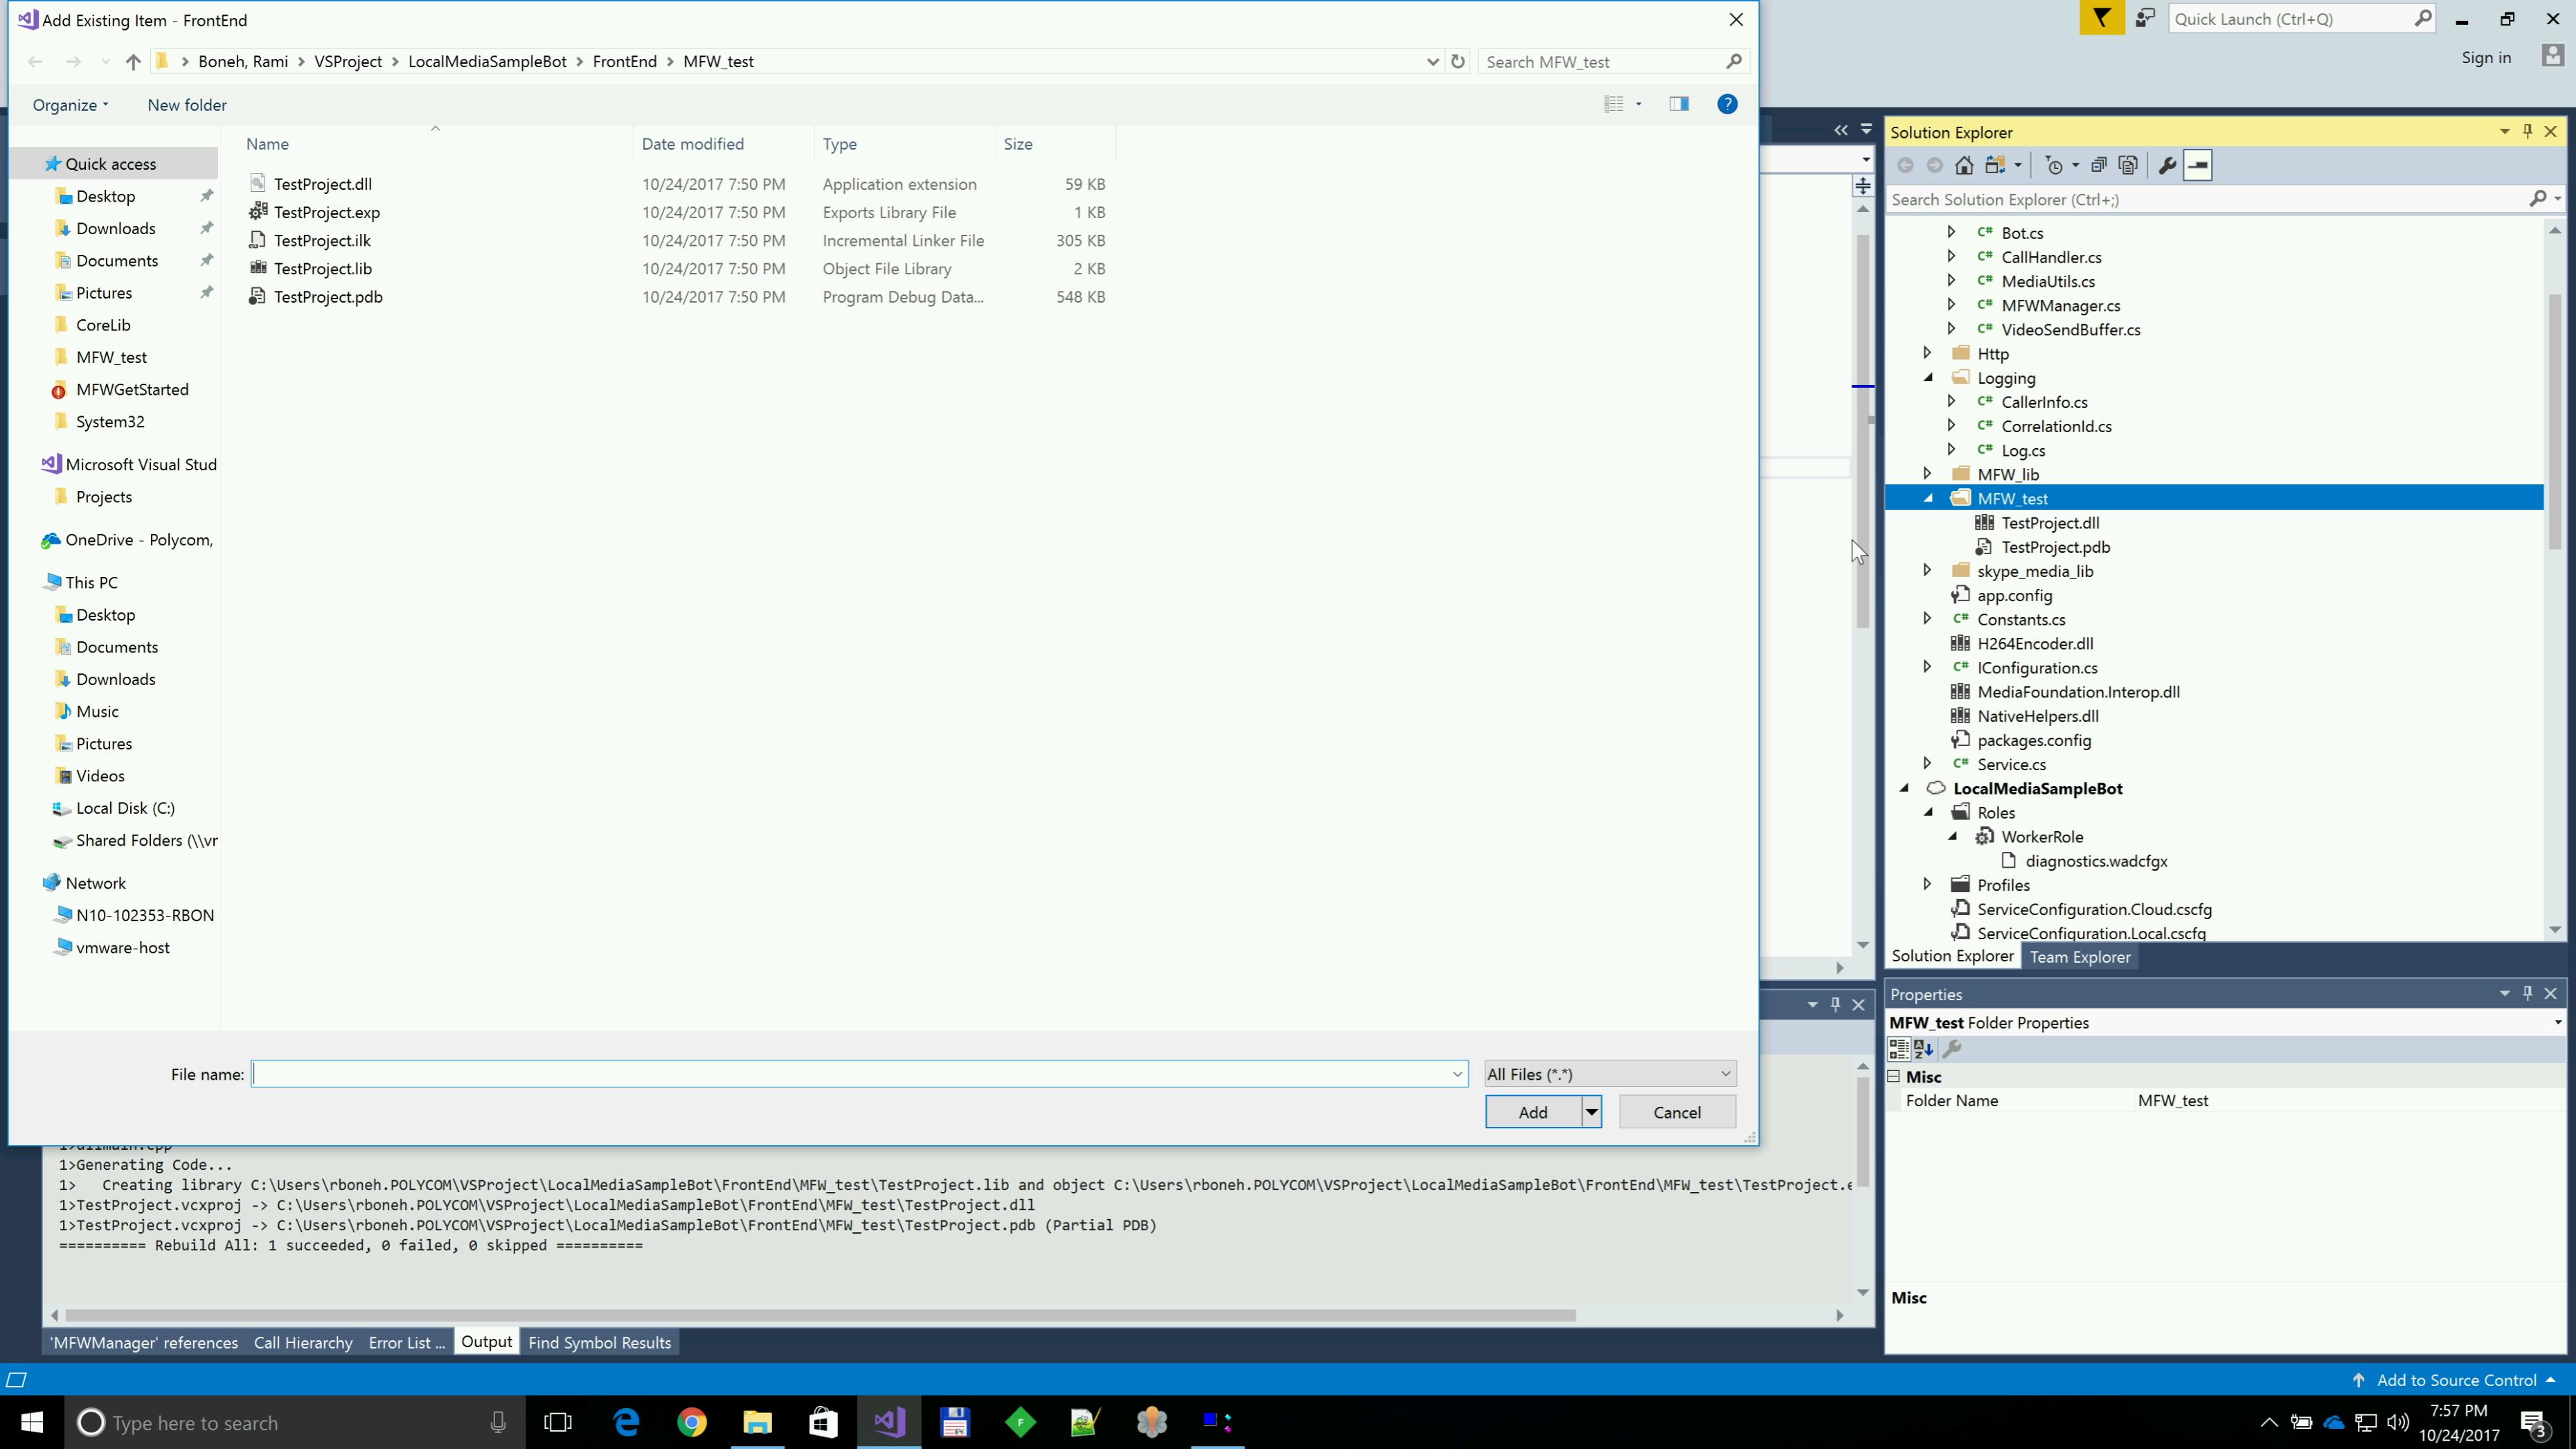 Add Existing Item - FrontEnd
Quick Launch (Ctrl+Q)
Sign in
Boneh, Rami
VSProject
LocalMediaSampleBot
FrontEnd
MFW_test
Search MFW_test
Organize
New folder
Name
Date modified
Type
Size
Quick access
Desktop
Downloads
Documents
Pictures
CoreLib
MFW_test
MFWGetStarted
System32
Microsoft Visual Stud
Projects
OneDrive - Polycom,
This PC
Desktop
Documents
Downloads
Music
Pictures
Videos
Local Disk (C:)
Shared Folders (\\vr
Network
N10-102353-RBON
vmware-host
TestProject.dll 10/24/2017 7:50 PM Application extension 59 KB
TestProject.exp 10/24/2017 7:50 PM Exports Library File 1 KB
TestProject.ilk 10/24/2017 7:50 PM Incremental Linker File 305 KB
TestProject.lib 10/24/2017 7:50 PM Object File Library 2 KB
TestProject.pdb 10/24/2017 7:50 PM Program Debug Data... 548 KB
File name:
All Files (*.*)
Add
Cancel
Solution Explorer
Search Solution Explorer (Ctrl+;)
C# Bot.cs
C# CallHandler.cs
C# MediaUtils.cs
C# MFWManager.cs
C# VideoSendBuffer.cs
Http
Logging
C# CallerInfo.cs
C# CorrelationId.cs
C# Log.cs
MFW_lib
MFW_test
TestProject.dll
TestProject.pdb
skype_media_lib
app.config
C# Constants.cs
H264Encoder.dll
C# IConfiguration.cs
MediaFoundation.Interop.dll
NativeHelpers.dll
packages.config
C# Service.cs
LocalMediaSampleBot
Roles
WorkerRole
diagnostics.wadcfgx
Profiles
ServiceConfiguration.Cloud.cscfg
ServiceConfiguration.Local.cscfg
Solution Explorer
Team Explorer
Properties
MFW_test Folder Properties
Misc
Folder Name MFW_test
Misc
1>dllmain.cpp
1>Generating Code...
1>   Creating library C:\Users\rboneh.POLYCOM\VSProject\LocalMediaSampleBot\FrontEnd\MFW_test\TestProject.lib and object C:\Users\rboneh.POLYCOM\VSProject\LocalMediaSampleBot\FrontEnd\MFW_test\TestProject.e
1>TestProject.vcxproj -> C:\Users\rboneh.POLYCOM\VSProject\LocalMediaSampleBot\FrontEnd\MFW_test\TestProject.dll
1>TestProject.vcxproj -> C:\Users\rboneh.POLYCOM\VSProject\LocalMediaSampleBot\FrontEnd\MFW_test\TestProject.pdb (Partial PDB)
========== Rebuild All: 1 succeeded, 0 failed, 0 skipped ==========
'MFWManager' references
Call Hierarchy
Error List ...
Output
Find Symbol Results
Add to Source Control
Type here to search
7:57 PM
10/24/2017
3